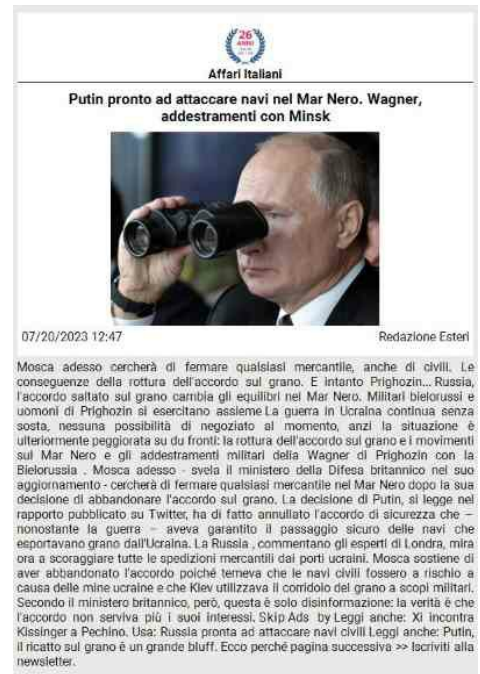 26
ANNO
Affari Italiani
Putin pronto ad attaccare navi nel Mar Nero. Wagner,
addestramenti con Minsk
07/20/2023 12:47
Redazione Esteri
Mosca adesso cercherà di fermare qualsiasi mercantile, anche di civili. Le
conseguenze della rottura dell'accordo sul grano. E intanto Prighozin... Russia,
l'accordo saltato sul grano cambia gli equilibri nel Mar Nero. Militari bielorussi e
uomoni di Prighozin si esercitano assieme La guerra in Ucraina continua senza
sosta, nessuna possibilità di negoziato al momento, anzi la situazione è
ulteriormente peggiorata su du fronti: la rottura dell'accordo sul grano e i movimenti
sul Mar Nero e gli addestramenti militari della Wagner di Prighozin con la
Bielorussia . Mosca adesso - svela il ministero della Difesa britannico nel suo
aggiornamento - cercherà di fermare qualsiasi mercantile nel Mar Nero dopo la sua
decisione di abbandonare l'accordo sul grano. La decisione di Putin, si legge nel
rapporto pubblicato su Twitter, ha di fatto annullato l'accordo di sicurezza che –
nonostante la guerra – aveva garantito il passaggio sicuro delle navi che
esportavano grano dall'Ucraina. La Russia , commentano gli esperti di Londra, mira
ora a scoraggiare tutte le spedizioni mercantili dai porti ucraini. Mosca sostiene di
aver abbandonato l'accordo poiché temeva che le navi civili fossero a rischio a
causa delle mine ucraine e che Kiev utilizzava il corridoio del grano a scopi militari.
Secondo il ministero britannico, però, questa è solo disinformazione: la verità è che
l'accordo non serviva più i suoi interessi. Skip Ads by Leggi anche: Xi incontra
Kissinger a Pechino. Usa: Russia pronta ad attaccare navi civili Leggi anche: Putin,
il ricatto sul grano è un grande bluff. Ecco perché pagina successiva >> Iscriviti alla
newsletter.